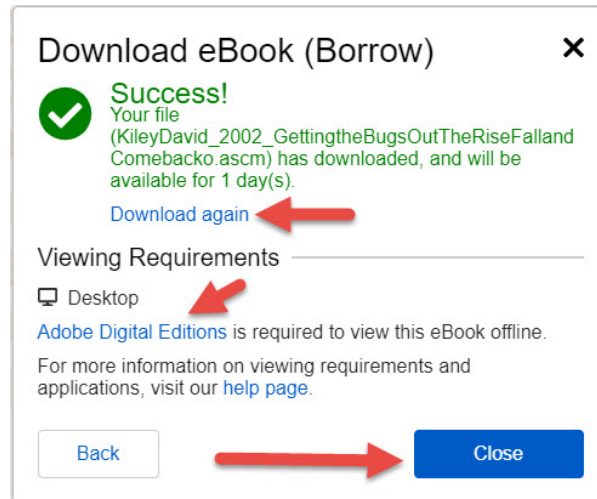 Download eBook (Borrow)
Success!
Your file
(KileyDavid_2002_GettingtheBugsOutTheRiseFalland
Comebacko.ascm) has downloaded, and will be
available for 1 day(s).
Download again
Viewing Requirements
Desktop
Adobe Digital Editions is required to view this eBook offline.
For more information on viewing requirements and
applications, visit our help page.
Back
Close